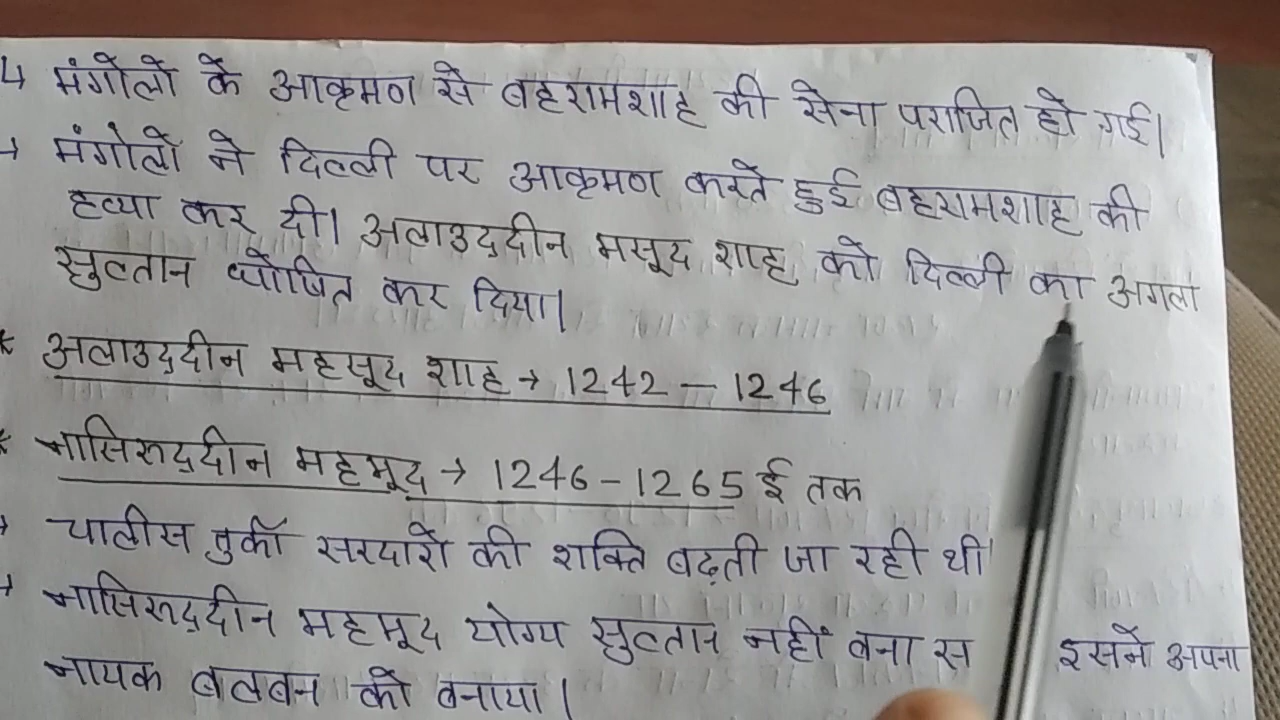 ↳ मंगोलो के आक्रमण से बहरामशाह की सेना पराजित हो गई।
→ मंगोलों ने दिल्ली पर आक्रमण करते हुई बहरामशाह की
हत्या कर दी। अलाउद्दीन मसूद शाह को दिल्ली का अगला
सुल्तान घोषित कर दिया।
* अलाउद्दीन महसूद शाह → 1242 – 1246
* नासिरूद्दीन महमूद → 1246 – 1265 ई तक
→ चालीस तुर्की सरदारो की शक्ति बढ़ती जा रही थी
→ नासिरूद्दीन महमूद योग्य सुल्तान नहीं बना स इसने अपना
नायक बलबन को बनाया।